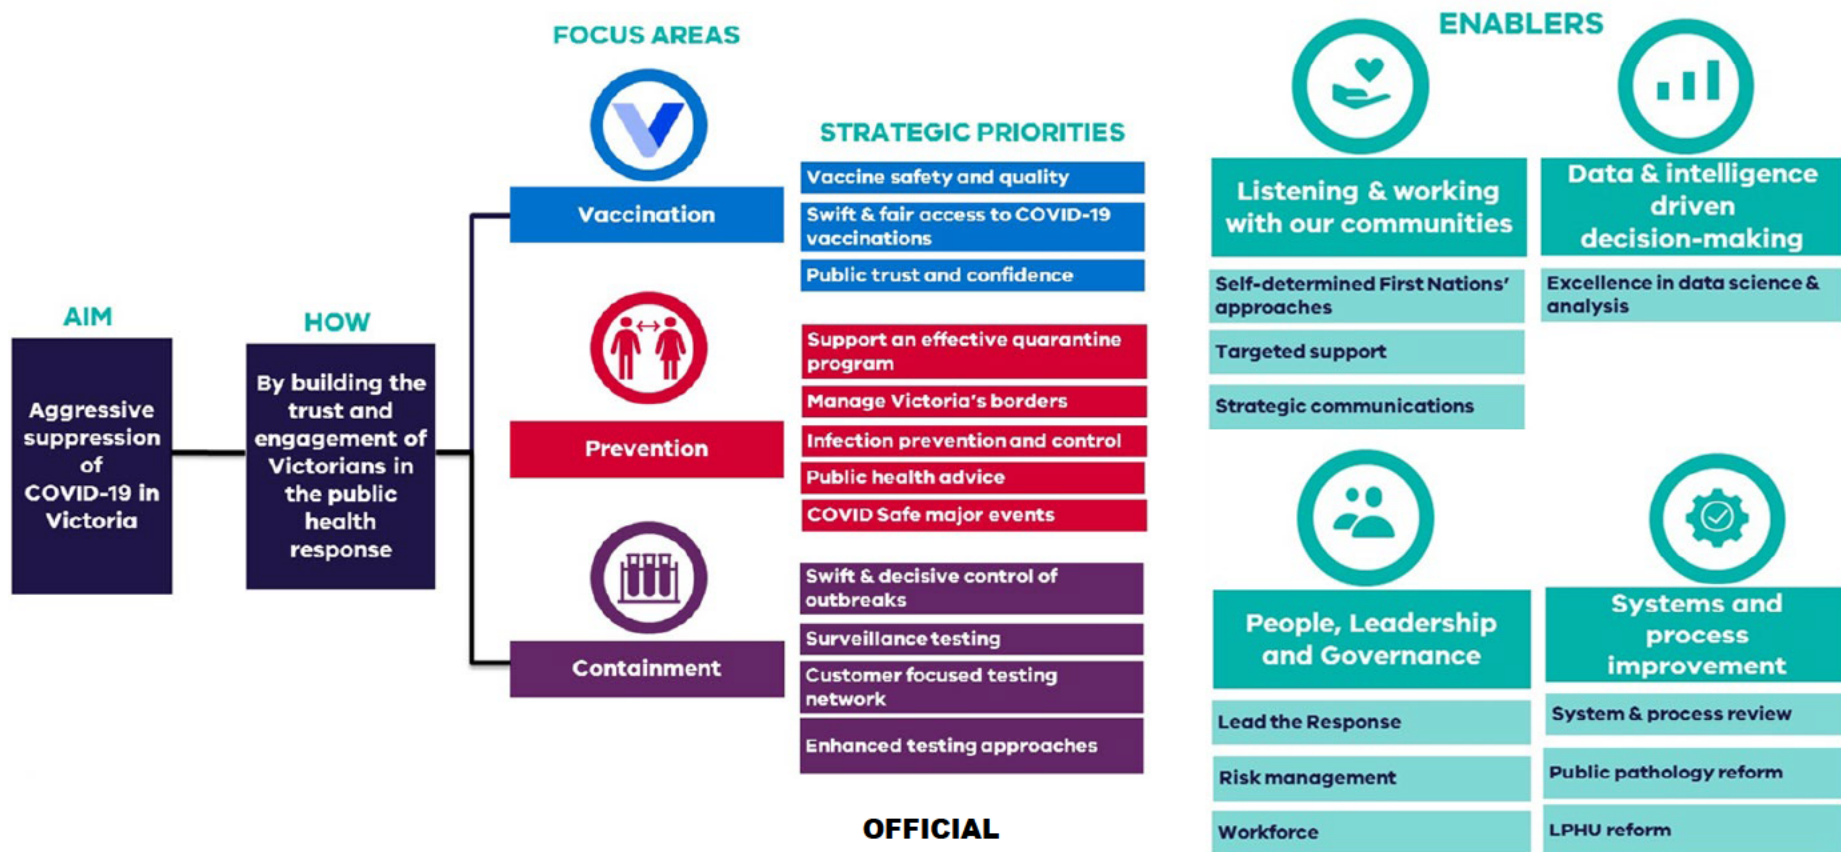 FOCUS AREAS
Vaccination
Prevention
Containment
AIM
Aggressive
suppression
of
COVID-19 in
Victoria
HOW
By building the
trust and
engagement of
Victorians in
the public
health
response
STRATEGIC PRIORITIES
Vaccine safety and quality
Swift & fair access to COVID-19
vaccinations
Public trust and confidence
Support an effective quarantine
program
Manage Victoria's borders
Infection prevention and control
Public health advice
COVID Safe major events
Swift & decisive control of
outbreaks
Surveillance testing
Customer focused testing
network
Enhanced testing approaches
ENABLERS
Listening & working
with our communities
Self-determined First Nations'
approaches
Targeted support
Strategic communications
Data & intelligence
driven
decision-making
Excellence in data science &
analysis
People, Leadership
and Governance
Lead the Response
Risk management
Workforce
Systems and
process
improvement
System & process review
Public pathology reform
LPHU reform
OFFICIAL